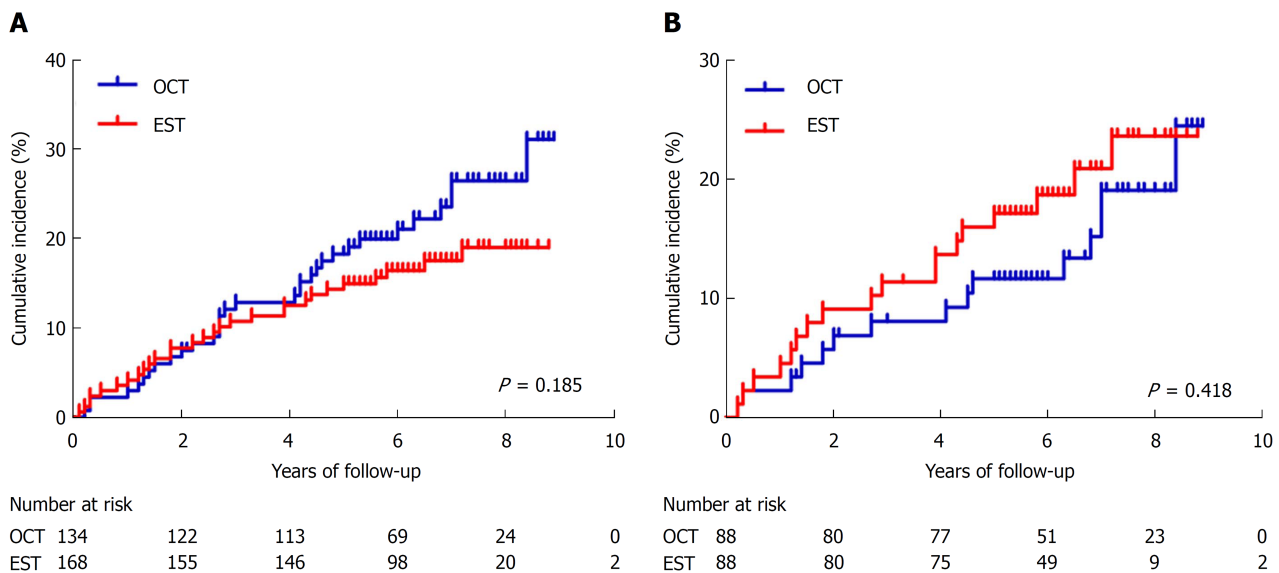 A
40
30
20
10
0
Cumulative incidence (%)
OCT
EST
P = 0.185
0 2 4 6 8 10
Years of follow-up
Number at risk
OCT 134 122 113 69 24 0
EST 168 155 146 98 20 2
B
30
20
10
0
Cumulative incidence (%)
OCT
EST
P = 0.418
0 2 4 6 8 10
Years of follow-up
Number at risk
OCT 88 80 77 51 23 0
EST 88 80 75 49 9 2